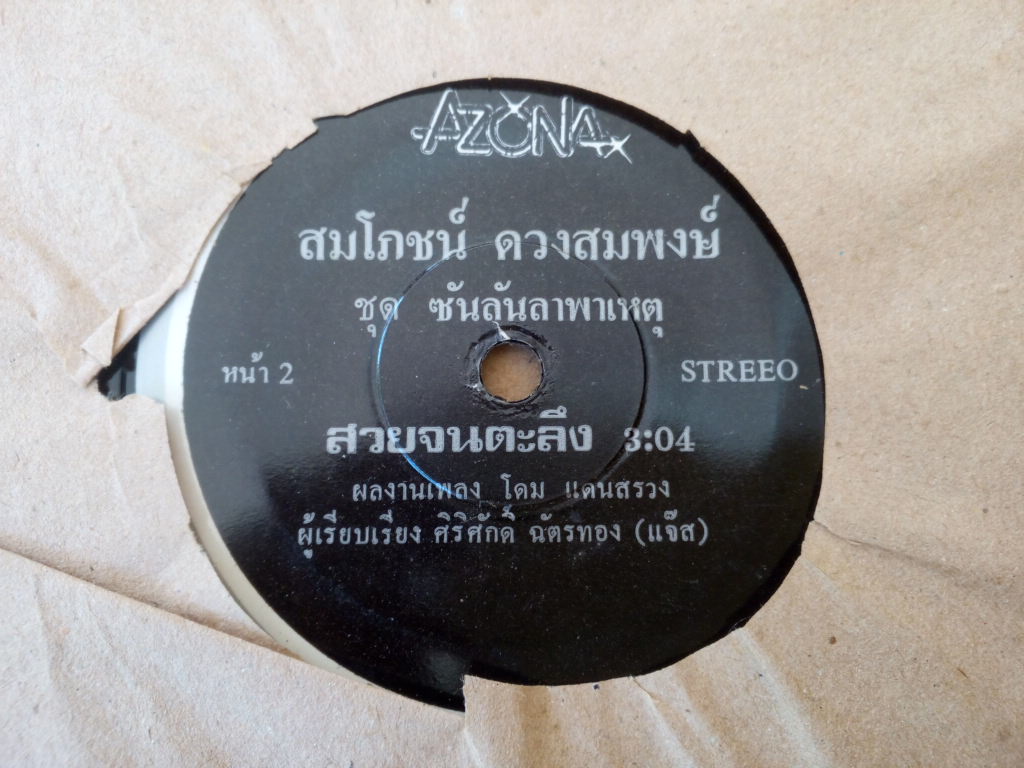 AZONA
สมโภชน์ ดวงสมพงษ์
ชุด ซันลันลาพาเหตุ
หน้า 2
STREEO
สวยจนตะลึง 3:04
ผลงานเพลง โดม แดนสรวง
ผู้เรียบเรียง ศิริศักดิ์ ฉัตรทอง (แจ๊ส)